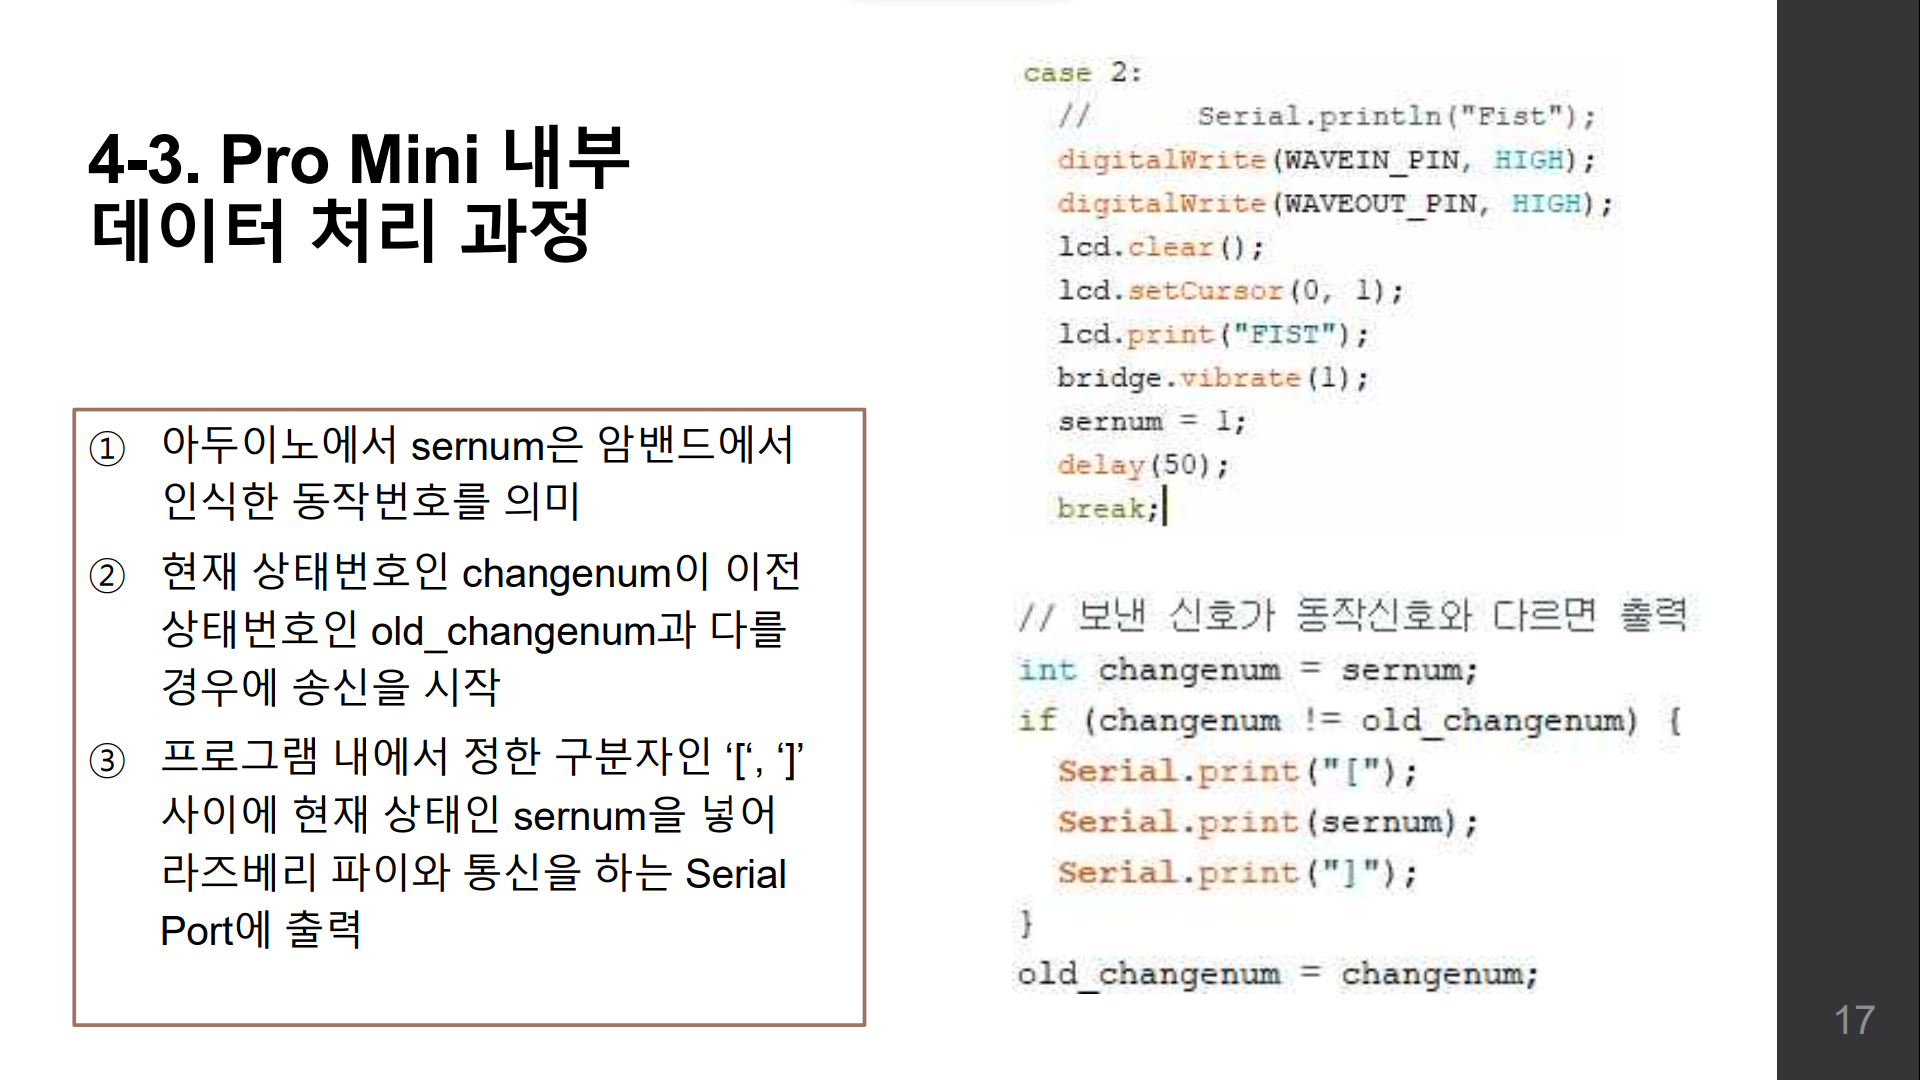 4-3. Pro Mini 내부
데이터 처리 과정
① 아두이노에서 sernum은 암밴드에서
인식한 동작번호를 의미
② 현재 상태번호인 changenum이 이전
상태번호인 old_changenum과 다를
경우에 송신을 시작
③ 프로그램 내에서 정한 구분자인 ‘[‘, ‘]’
사이에 현재 상태인 sernum을 넣어
라즈베리 파이와 통신을 하는 Serial
Port에 출력
case 2:
//      Serial.println("Fist");
digitalWrite(WAVEIN_PIN, HIGH);
digitalWrite(WAVEOUT_PIN, HIGH);
lcd.clear();
lcd.setCursor(0, 1);
lcd.print("FIST");
bridge.vibrate(1);
sernum = 1;
delay(50);
break;
// 보낸 신호가 동작신호와 다르면 출력
int changenum = sernum;
if (changenum != old_changenum) {
Serial.print("[");
Serial.print(sernum);
Serial.print("]");
}
old_changenum = changenum;
17